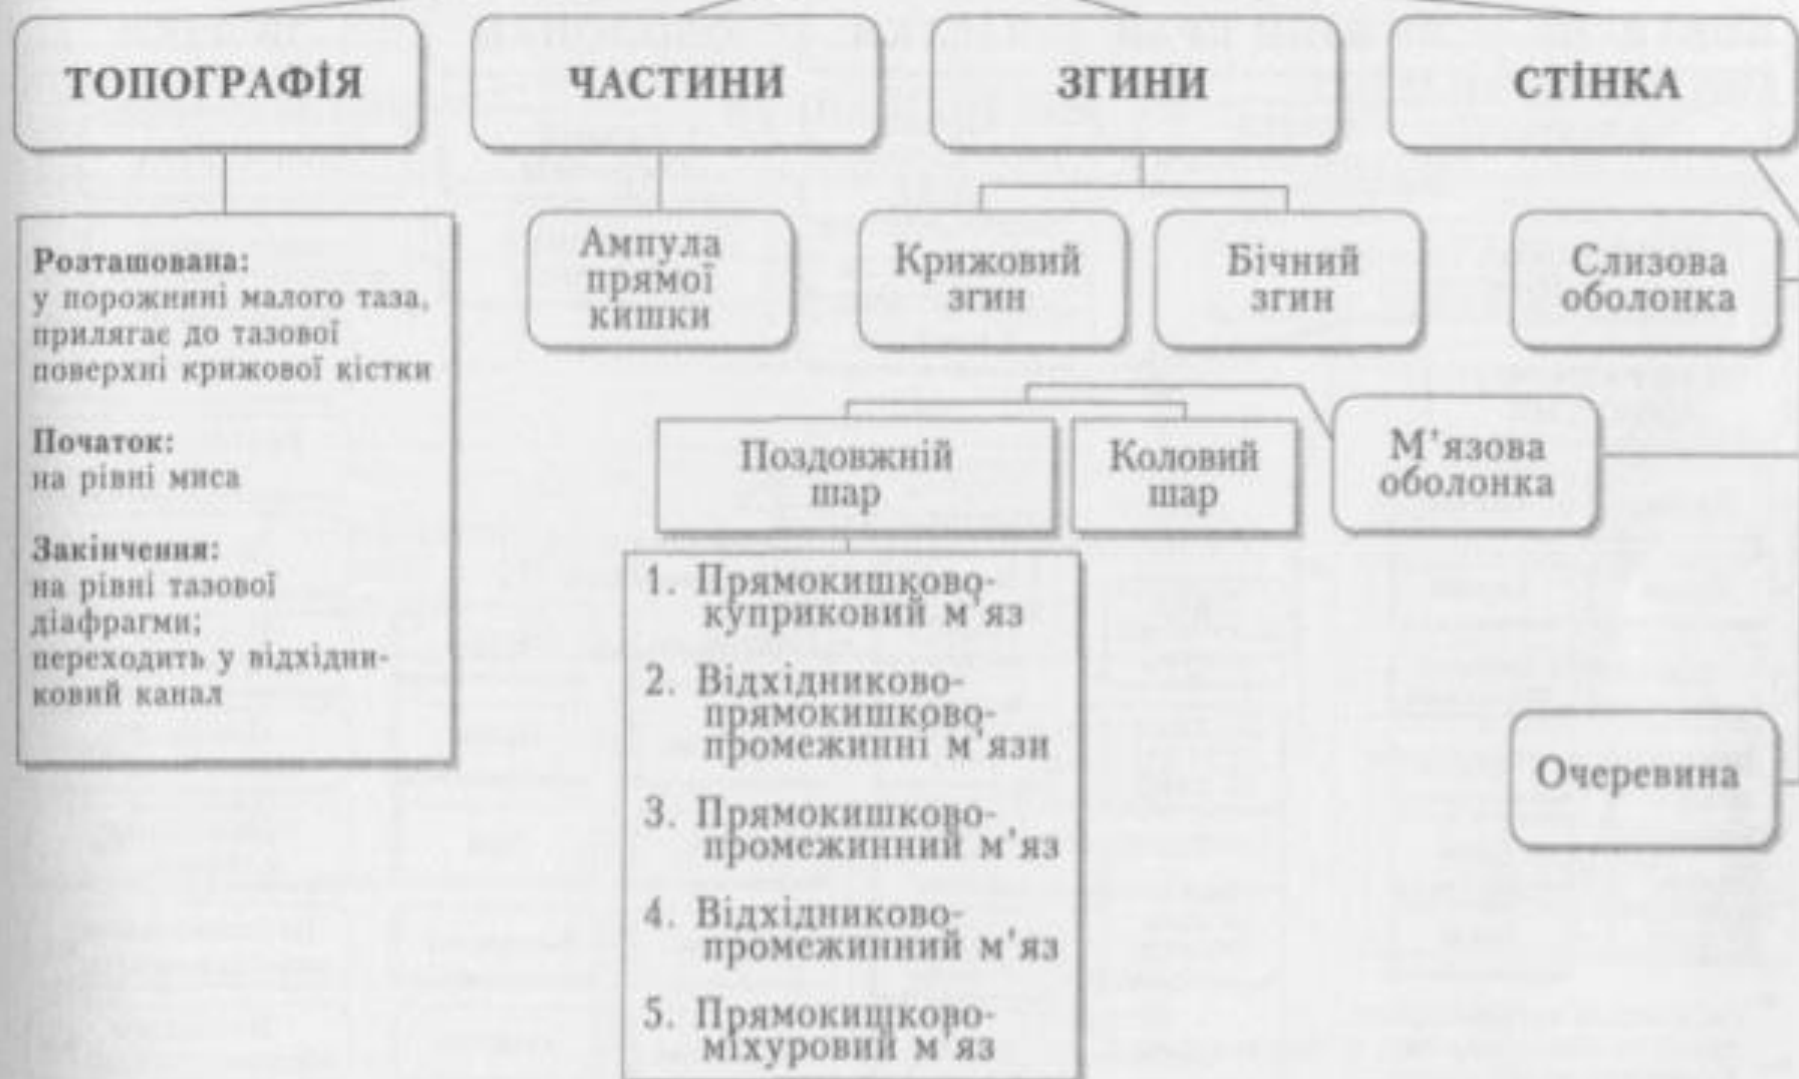 ТОПОГРАФІЯ
Розташована:
у порожнині малого таза,
прилягає до тазової
поверхні крижової кістки
Початок:
на рівні миса
Закінчення:
на рівні тазової
діафрагми;
переходить у відхідни-
ковий канал
ЧАСТИНИ
Ампула
прямої
кишки
ЗГИНИ
Крижовий
згин
Бічний
згин
СТІНКА
Слизова
оболонка
М'язова
оболонка
Поздовжній
шар
Коловий
шар
1. Прямокишково-
куприковий м'яз
2. Відхідниково-
прямокишково-
промежинні м'язи
3. Прямокишково-
промежинний м'яз
4. Відхідниково-
промежинний м'яз
5. Прямокишково-
міхуровий м'яз
Очеревина